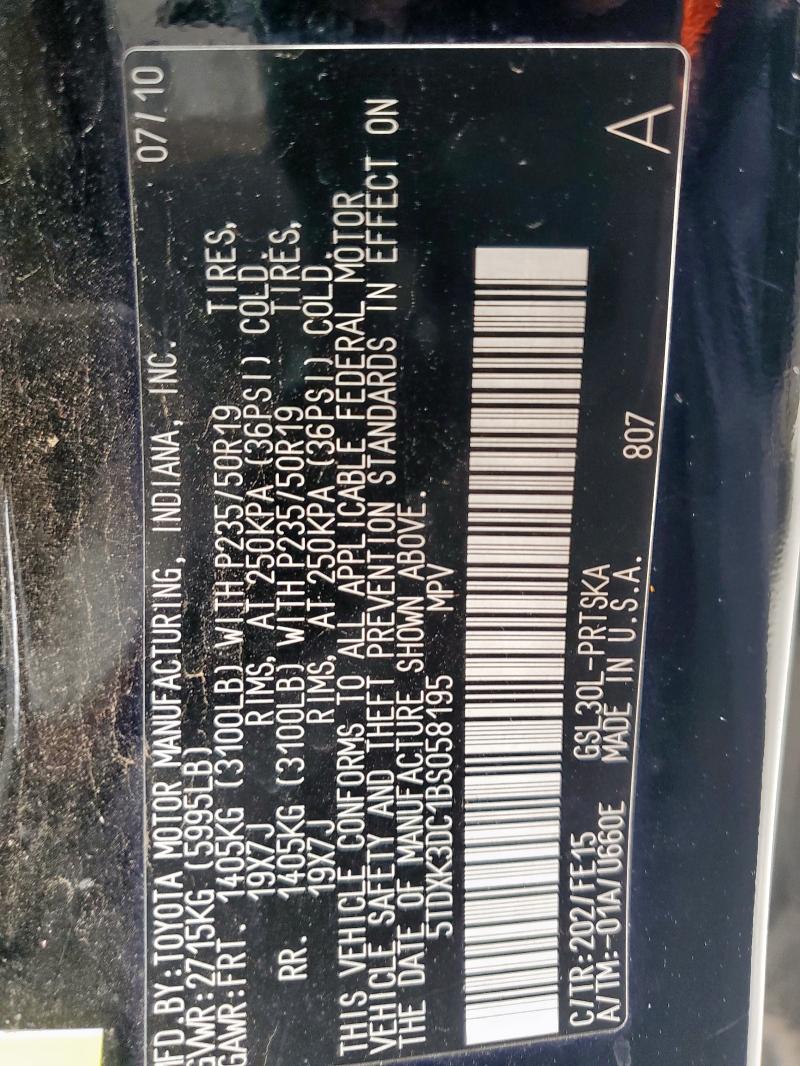 MFD. BY: TOYOTA MOTOR MANUFACTURING, INDIANA, INC. 07/10
GVWR: 2715KG (5995LB)
GAWR: FRT. 1405KG (3100LB) WITH P235/50R19 TIRES,
19X7J RIMS, AT 250KPA (36PSI) COLD.
RR. 1405KG (3100LB) WITH P235/50R19 TIRES,
19X7J RIMS, AT 250KPA (36PSI) COLD.
THIS VEHICLE CONFORMS TO ALL APPLICABLE FEDERAL MOTOR
VEHICLE SAFETY AND THEFT PREVENTION STANDARDS IN EFFECT ON
THE DATE OF MANUFACTURE SHOWN ABOVE.
5TDXK3DC1BS058195 MPV
C/TR: 202/FE15 GSL30L-PRTSKA
A/TM: -01A/U660E MADE IN U.S.A. 807 A